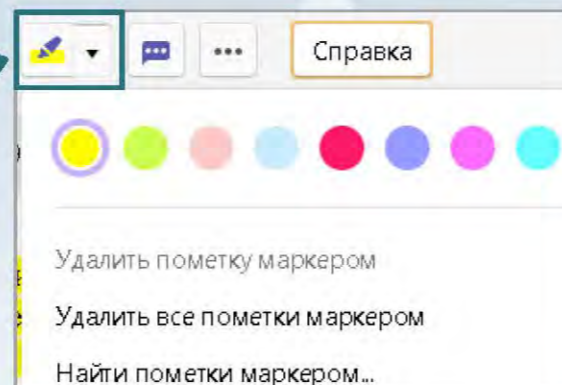 Справка
Удалить пометку маркером
Удалить все пометки маркером
Найти пометки маркером...